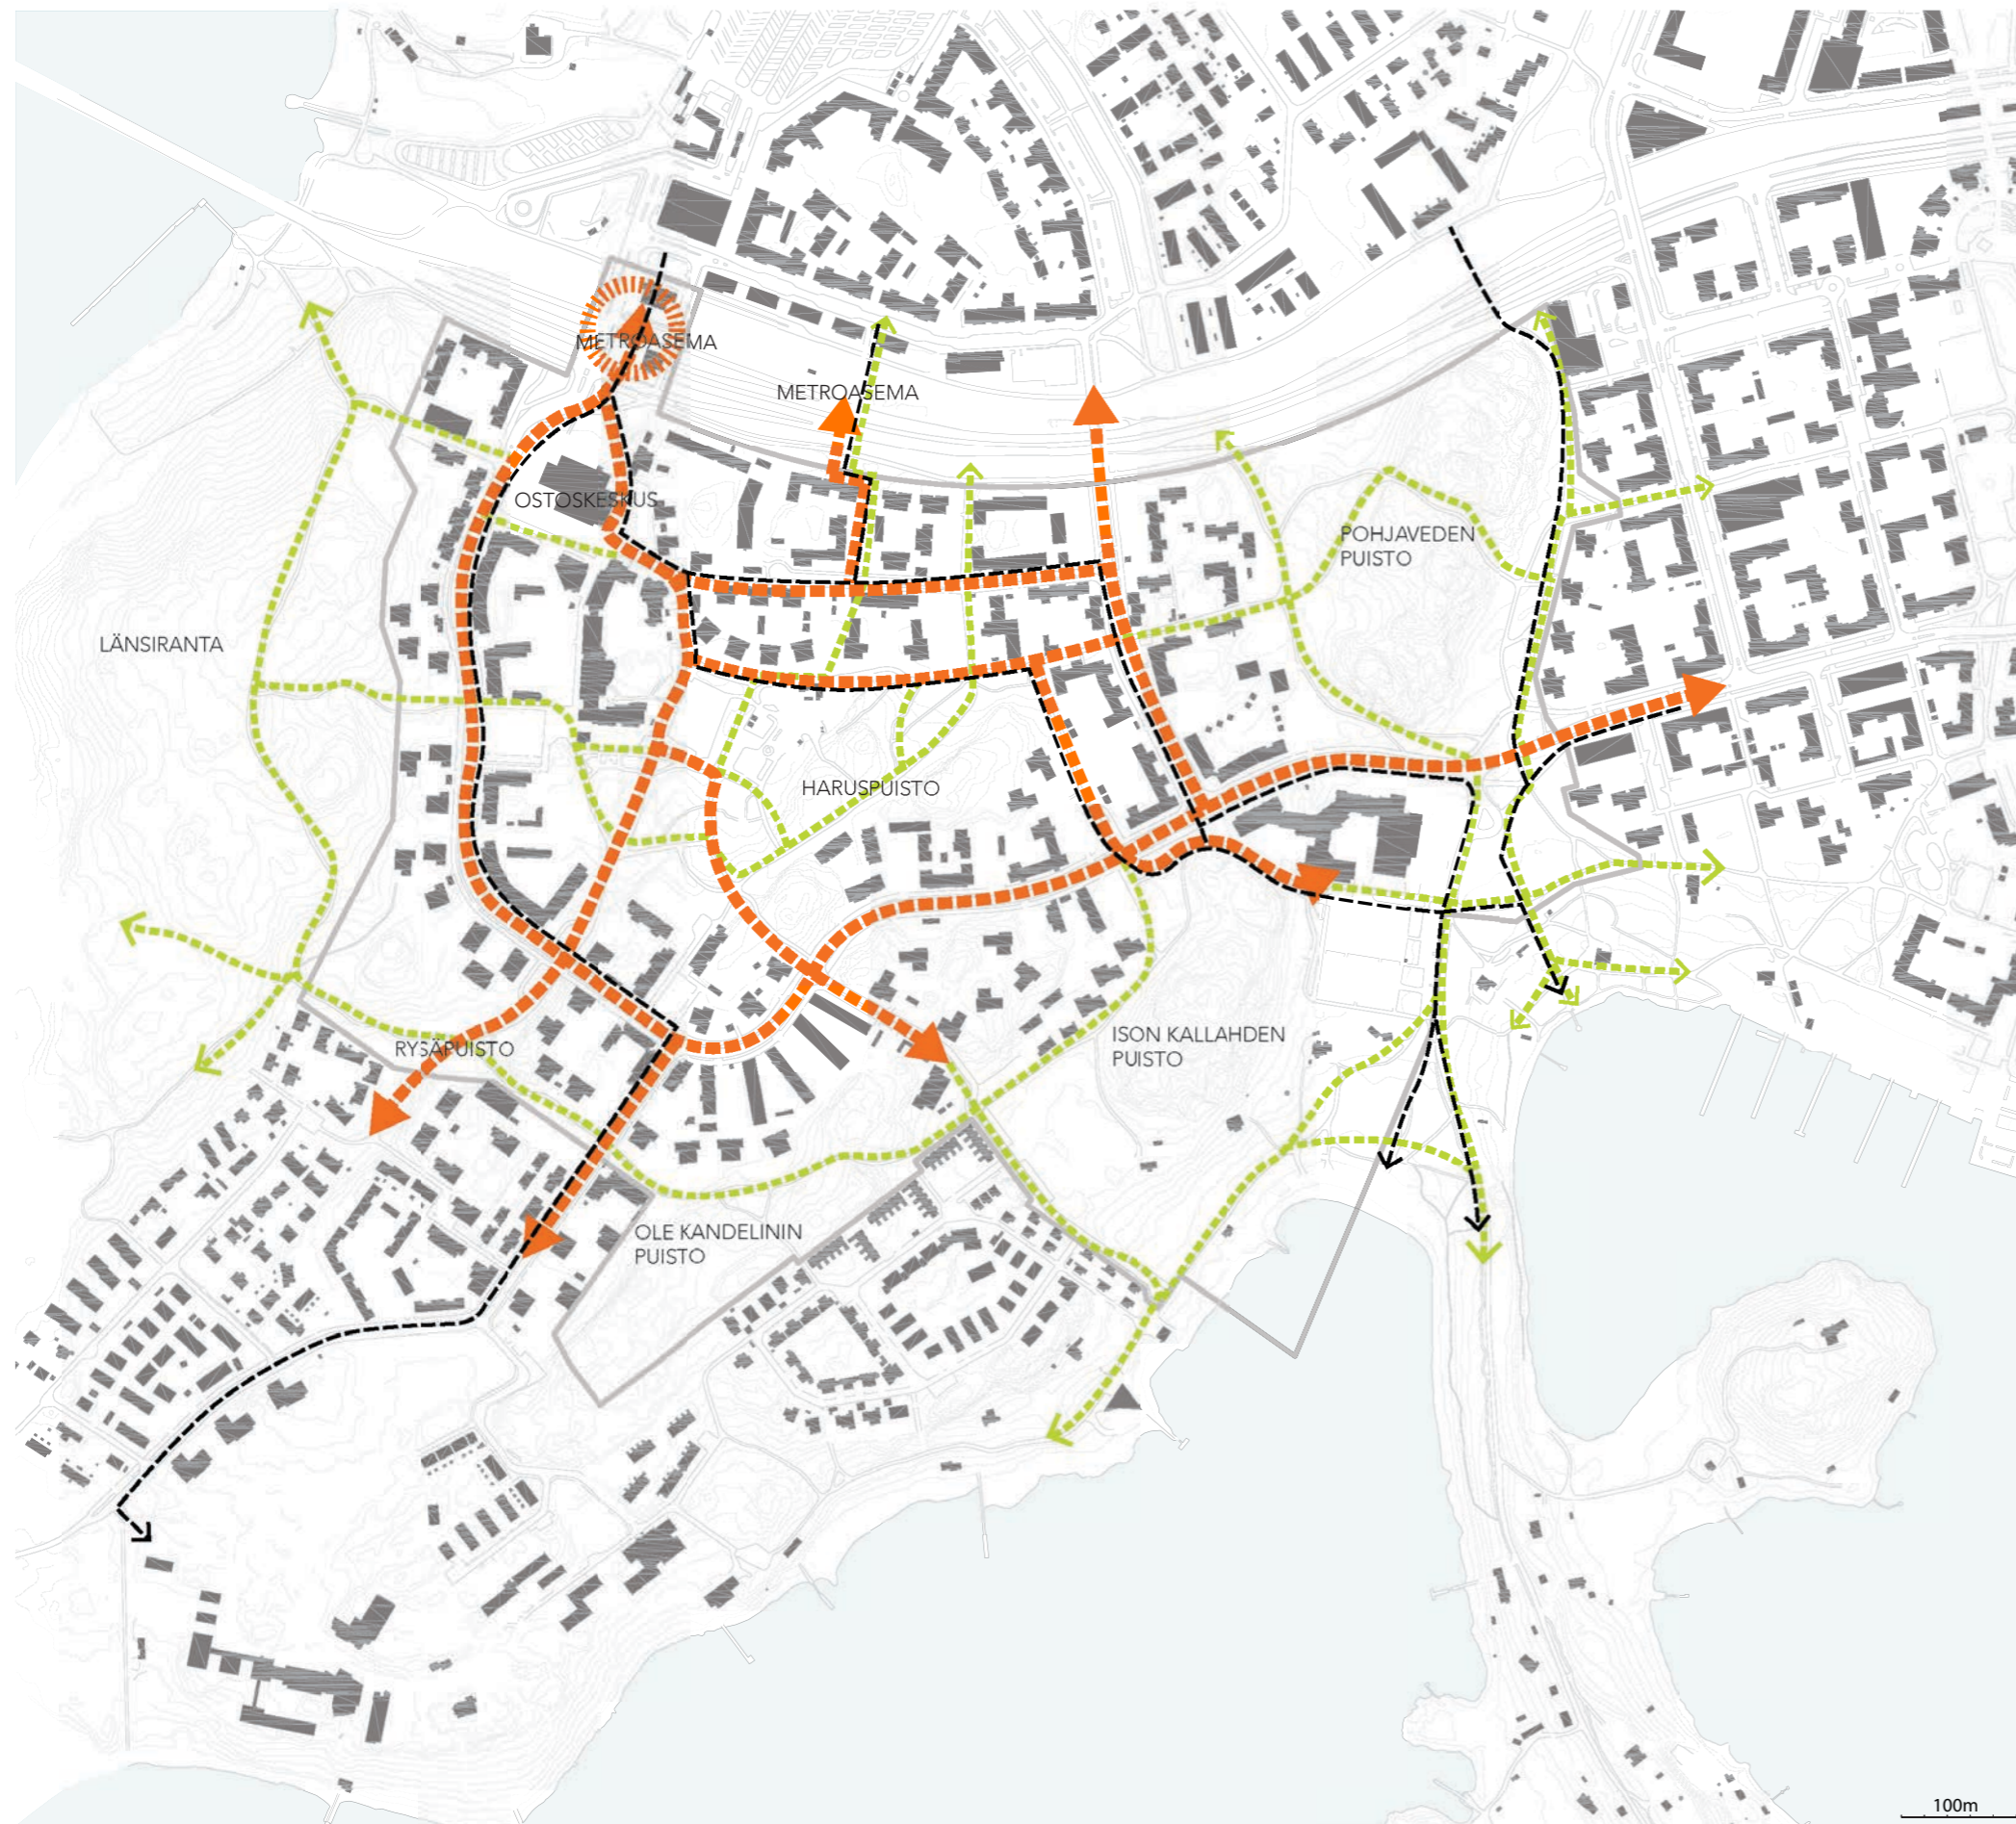 METROASEMA
METROASEMA
OSTOSKESKUS
POHJAVEDEN
PUISTO
LÄNSIRANTA
HARUSPUISTO
ISON KALLAHDEN
PUISTO
RYSÄPUISTO
OLE KANDELININ
PUISTO
100m